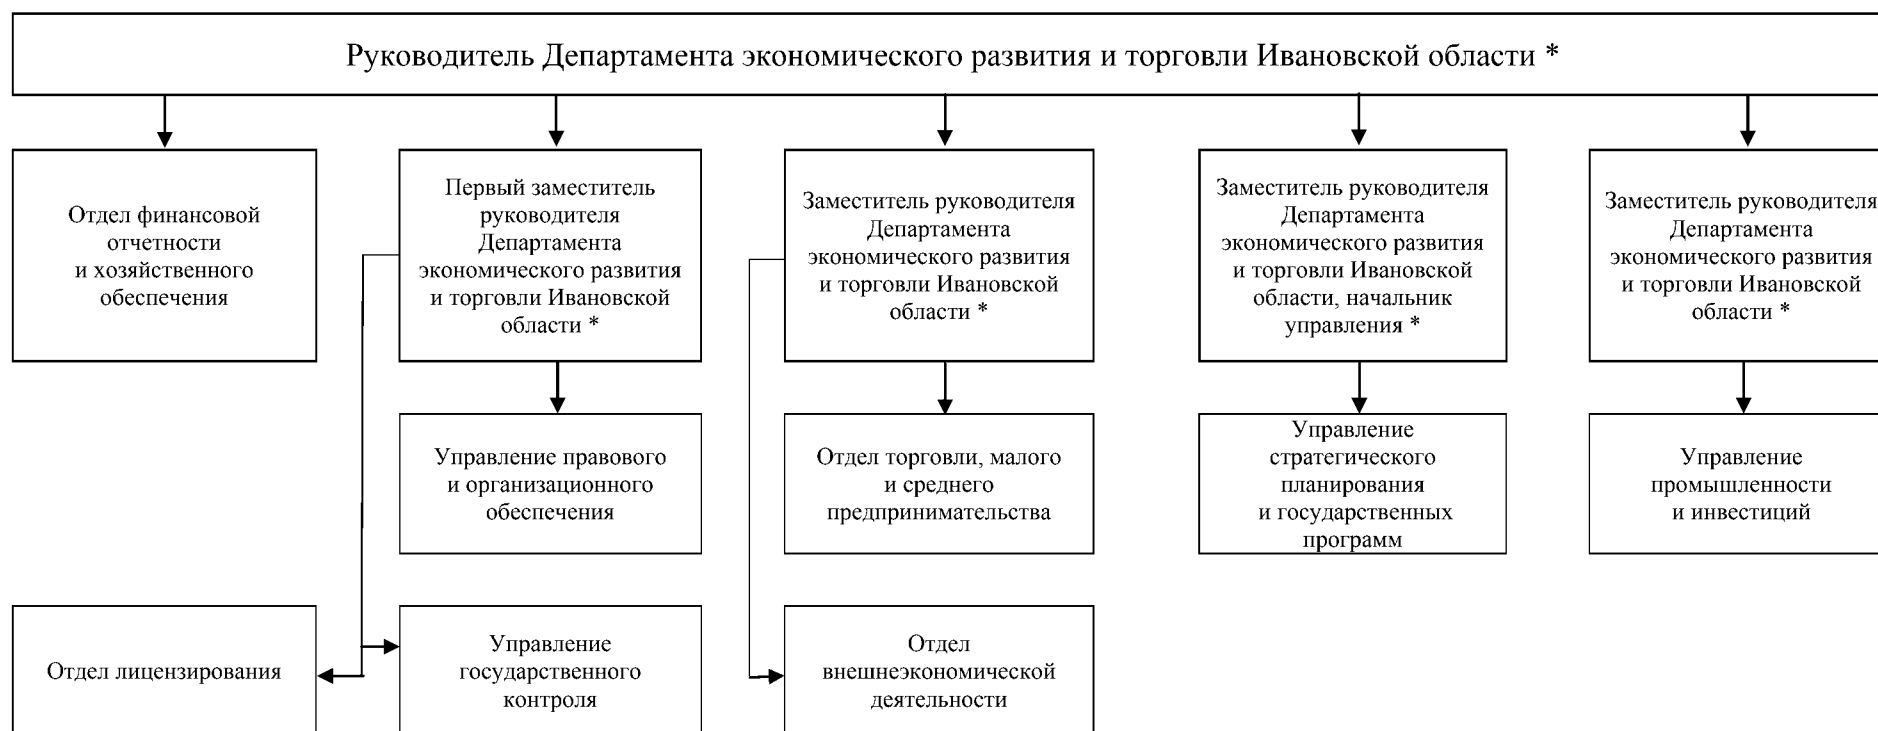 Руководитель Департамента экономического развития и торговли Ивановской области *
Отдел финансовой
отчетности
и хозяйственного
обеспечения
Первый заместитель
руководителя
Департамента
экономического развития
и торговли Ивановской
области *
Заместитель руководителя
Департамента
экономического развития
и торговли Ивановской
области *
Заместитель руководителя
Департамента
экономического развития
и торговли Ивановской
области, начальник
управления *
Заместитель руководителя
Департамента
экономического развития
и торговли Ивановской
области *
Управление правового
и организационного
обеспечения
Отдел торговли, малого
и среднего
предпринимательства
Управление
стратегического
планирования
и государственных
программ
Управление
промышленности
и инвестиций
Отдел лицензирования
Управление
государственного
контроля
Отдел
внешнеэкономической
деятельности